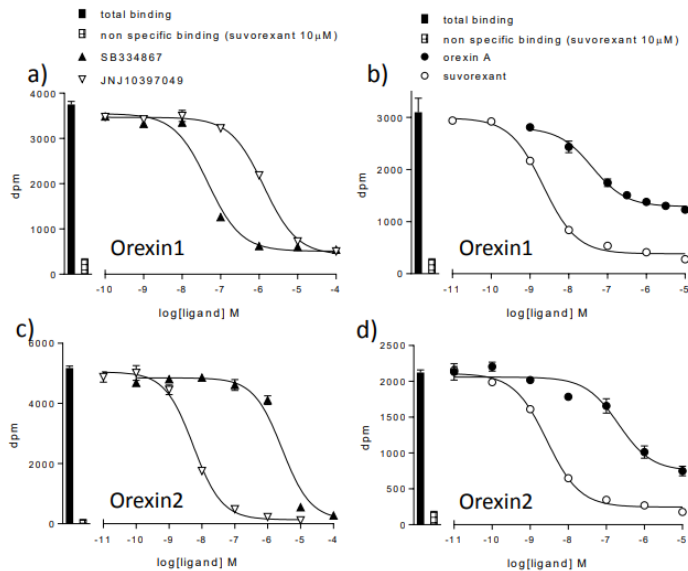 total binding
non specific binding (suvorexant 10µM)
SB334867
JNJ10397049
a)
4000
3000
2000
1000
0
dpm
Orexin1
-10 -9 -8 -7 -6 -5 -4
log[ligand] M
total binding
non specific binding (suvorexant 10µM)
orexin A
suvorexant
b)
3000
2000
1000
0
dpm
Orexin1
-11 -10 -9 -8 -7 -6 -5
log[ligand] M
c)
6000
4000
2000
0
dpm
Orexin2
-11 -10 -9 -8 -7 -6 -5 -4
log[ligand] M
d)
2500
2000
1500
1000
500
0
dpm
Orexin2
-11 -10 -9 -8 -7 -6 -5
log[ligand] M